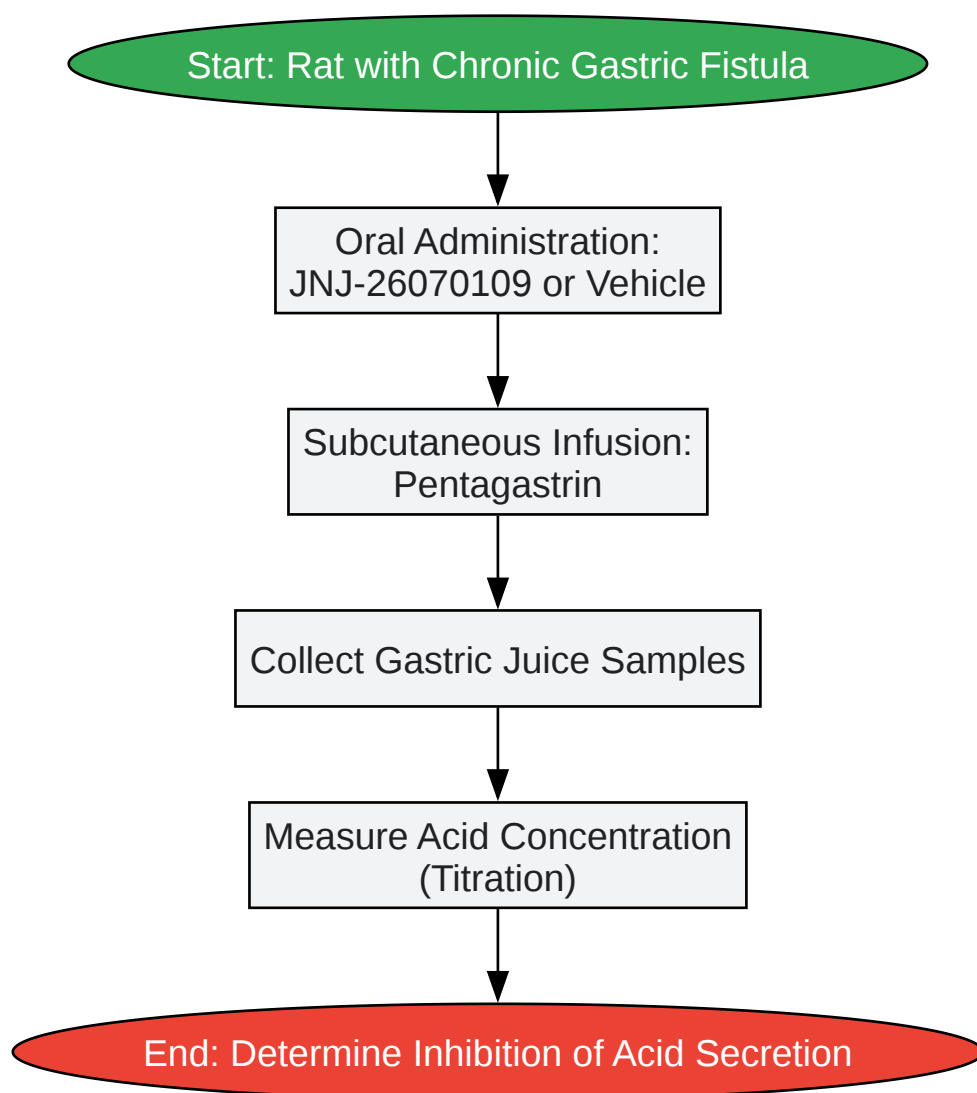 Start: Rat with Chronic Gastric Fistula
Oral Administration:
JNJ-26070109 or Vehicle
Subcutaneous Infusion:
Pentagastrin
Collect Gastric Juice Samples
Measure Acid Concentration
(Titration)
End: Determine Inhibition of Acid Secretion